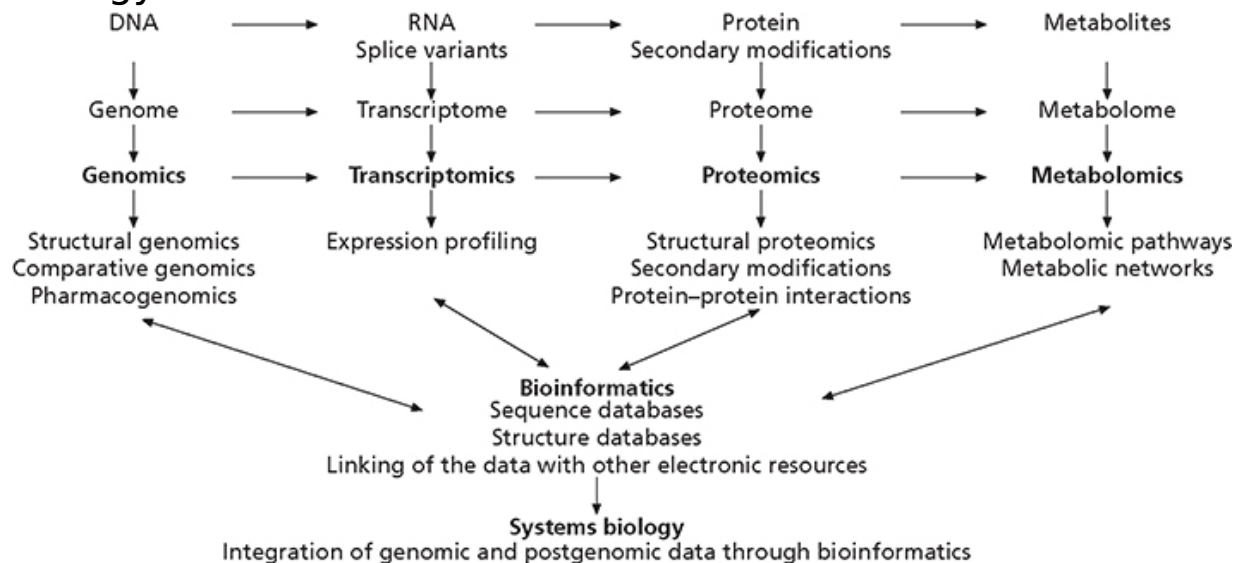 DNA RNA Protein Metabolites
Splice variants Secondary modifications
Genome Transcriptome Proteome Metabolome
Genomics Transcriptomics Proteomics Metabolomics
Structural genomics Expression profiling Structural proteomics Metabolomic pathways
Comparative genomics Secondary modifications Metabolic networks
Pharmacogenomics Protein–protein interactions
Bioinformatics
Sequence databases
Structure databases
Linking of the data with other electronic resources
Systems biology
Integration of genomic and postgenomic data through bioinformatics